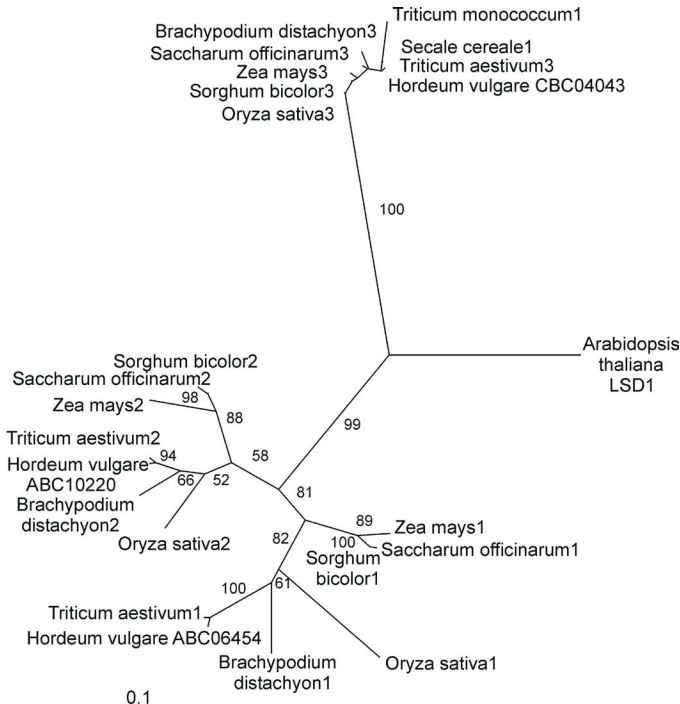 Triticum monococcum1
Brachypodium distachyon3
Saccharum officinarum3
Secale cereale1
Zea mays3
Triticum aestivum3
Sorghum bicolor3
Hordeum vulgare CBC04043
Oryza sativa3
100
Arabidopsis
thaliana
LSD1
Sorghum bicolor2
Saccharum officinarum2
98
Zea mays2
88
99
Triticum aestivum2
94
58
Hordeum vulgare
ABC10220
66
52
81
Brachypodium
distachyon2
Oryza sativa2
89
Zea mays1
82
100
Saccharum officinarum1
Sorghum
bicolor1
100
61
Triticum aestivum1
Hordeum vulgare ABC06454
Brachypodium
distachyon1
Oryza sativa1
0.1